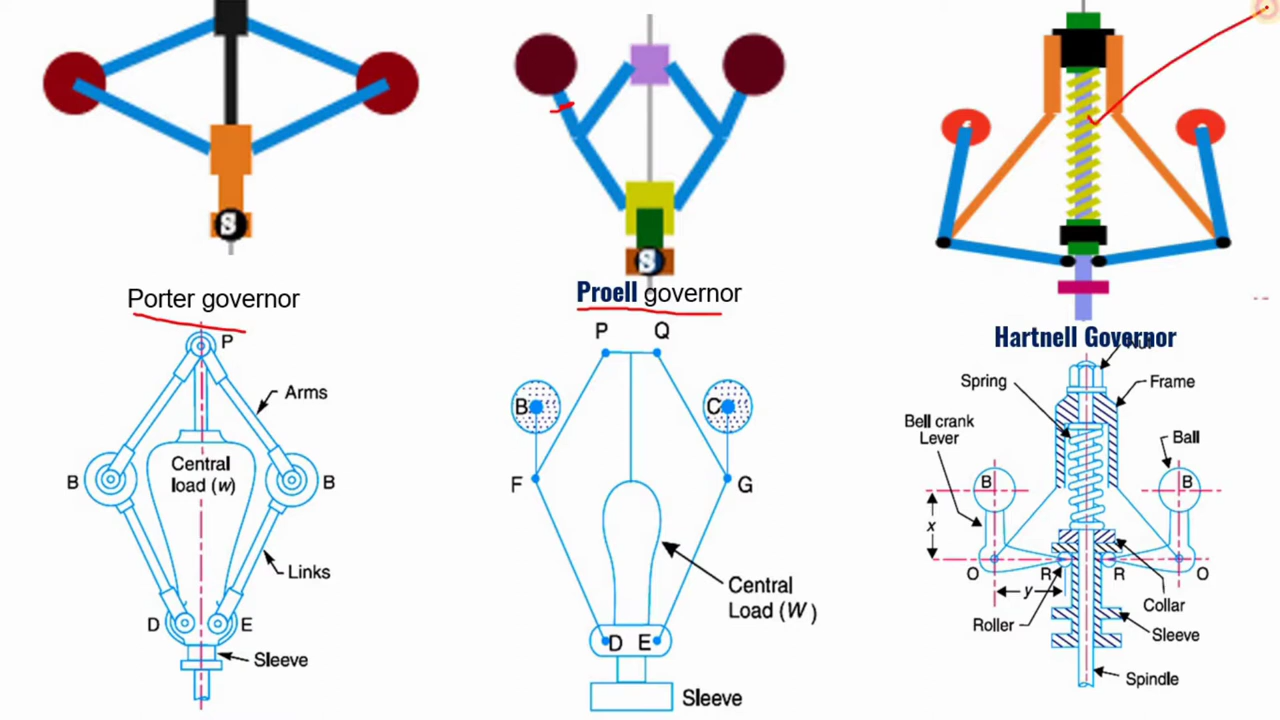 S
S
Porter governor
Proell governor
Hartnell Governor
P
Arms
B
Central
load (w)
B
Links
D
E
Sleeve
P
Q
B
C
F
G
Central
Load (W)
D
E
Sleeve
Nut
Spring
Frame
Bell crank
Lever
Ball
B
B
x
O
R
R
O
y
Collar
Roller
Sleeve
Spindle